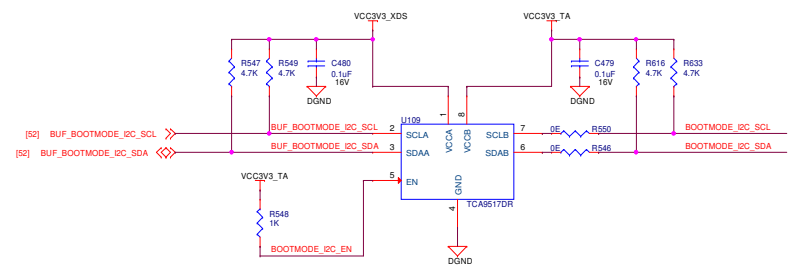 VCC3V3_XDS
VCC3V3_TA
R547
4.7K
R549
4.7K
C480
0.1uF
16V
DGND
C479
0.1uF
16V
DGND
R616
4.7K
R633
4.7K
U109
1
8
VCCA
VCCB
[52] BUF_BOOTMODE_I2C_SCL
BUF_BOOTMODE_I2C_SCL
2
SCLA
SCLB
7
0E
R550
BOOTMODE_I2C_SCL
[52] BUF_BOOTMODE_I2C_SDA
BUF_BOOTMODE_I2C_SDA
3
SDAA
SDAB
6
0E
R546
BOOTMODE_I2C_SDA
VCC3V3_TA
5
EN
GND
4
TCA9517DR
R548
1K
BOOTMODE_I2C_EN
DGND